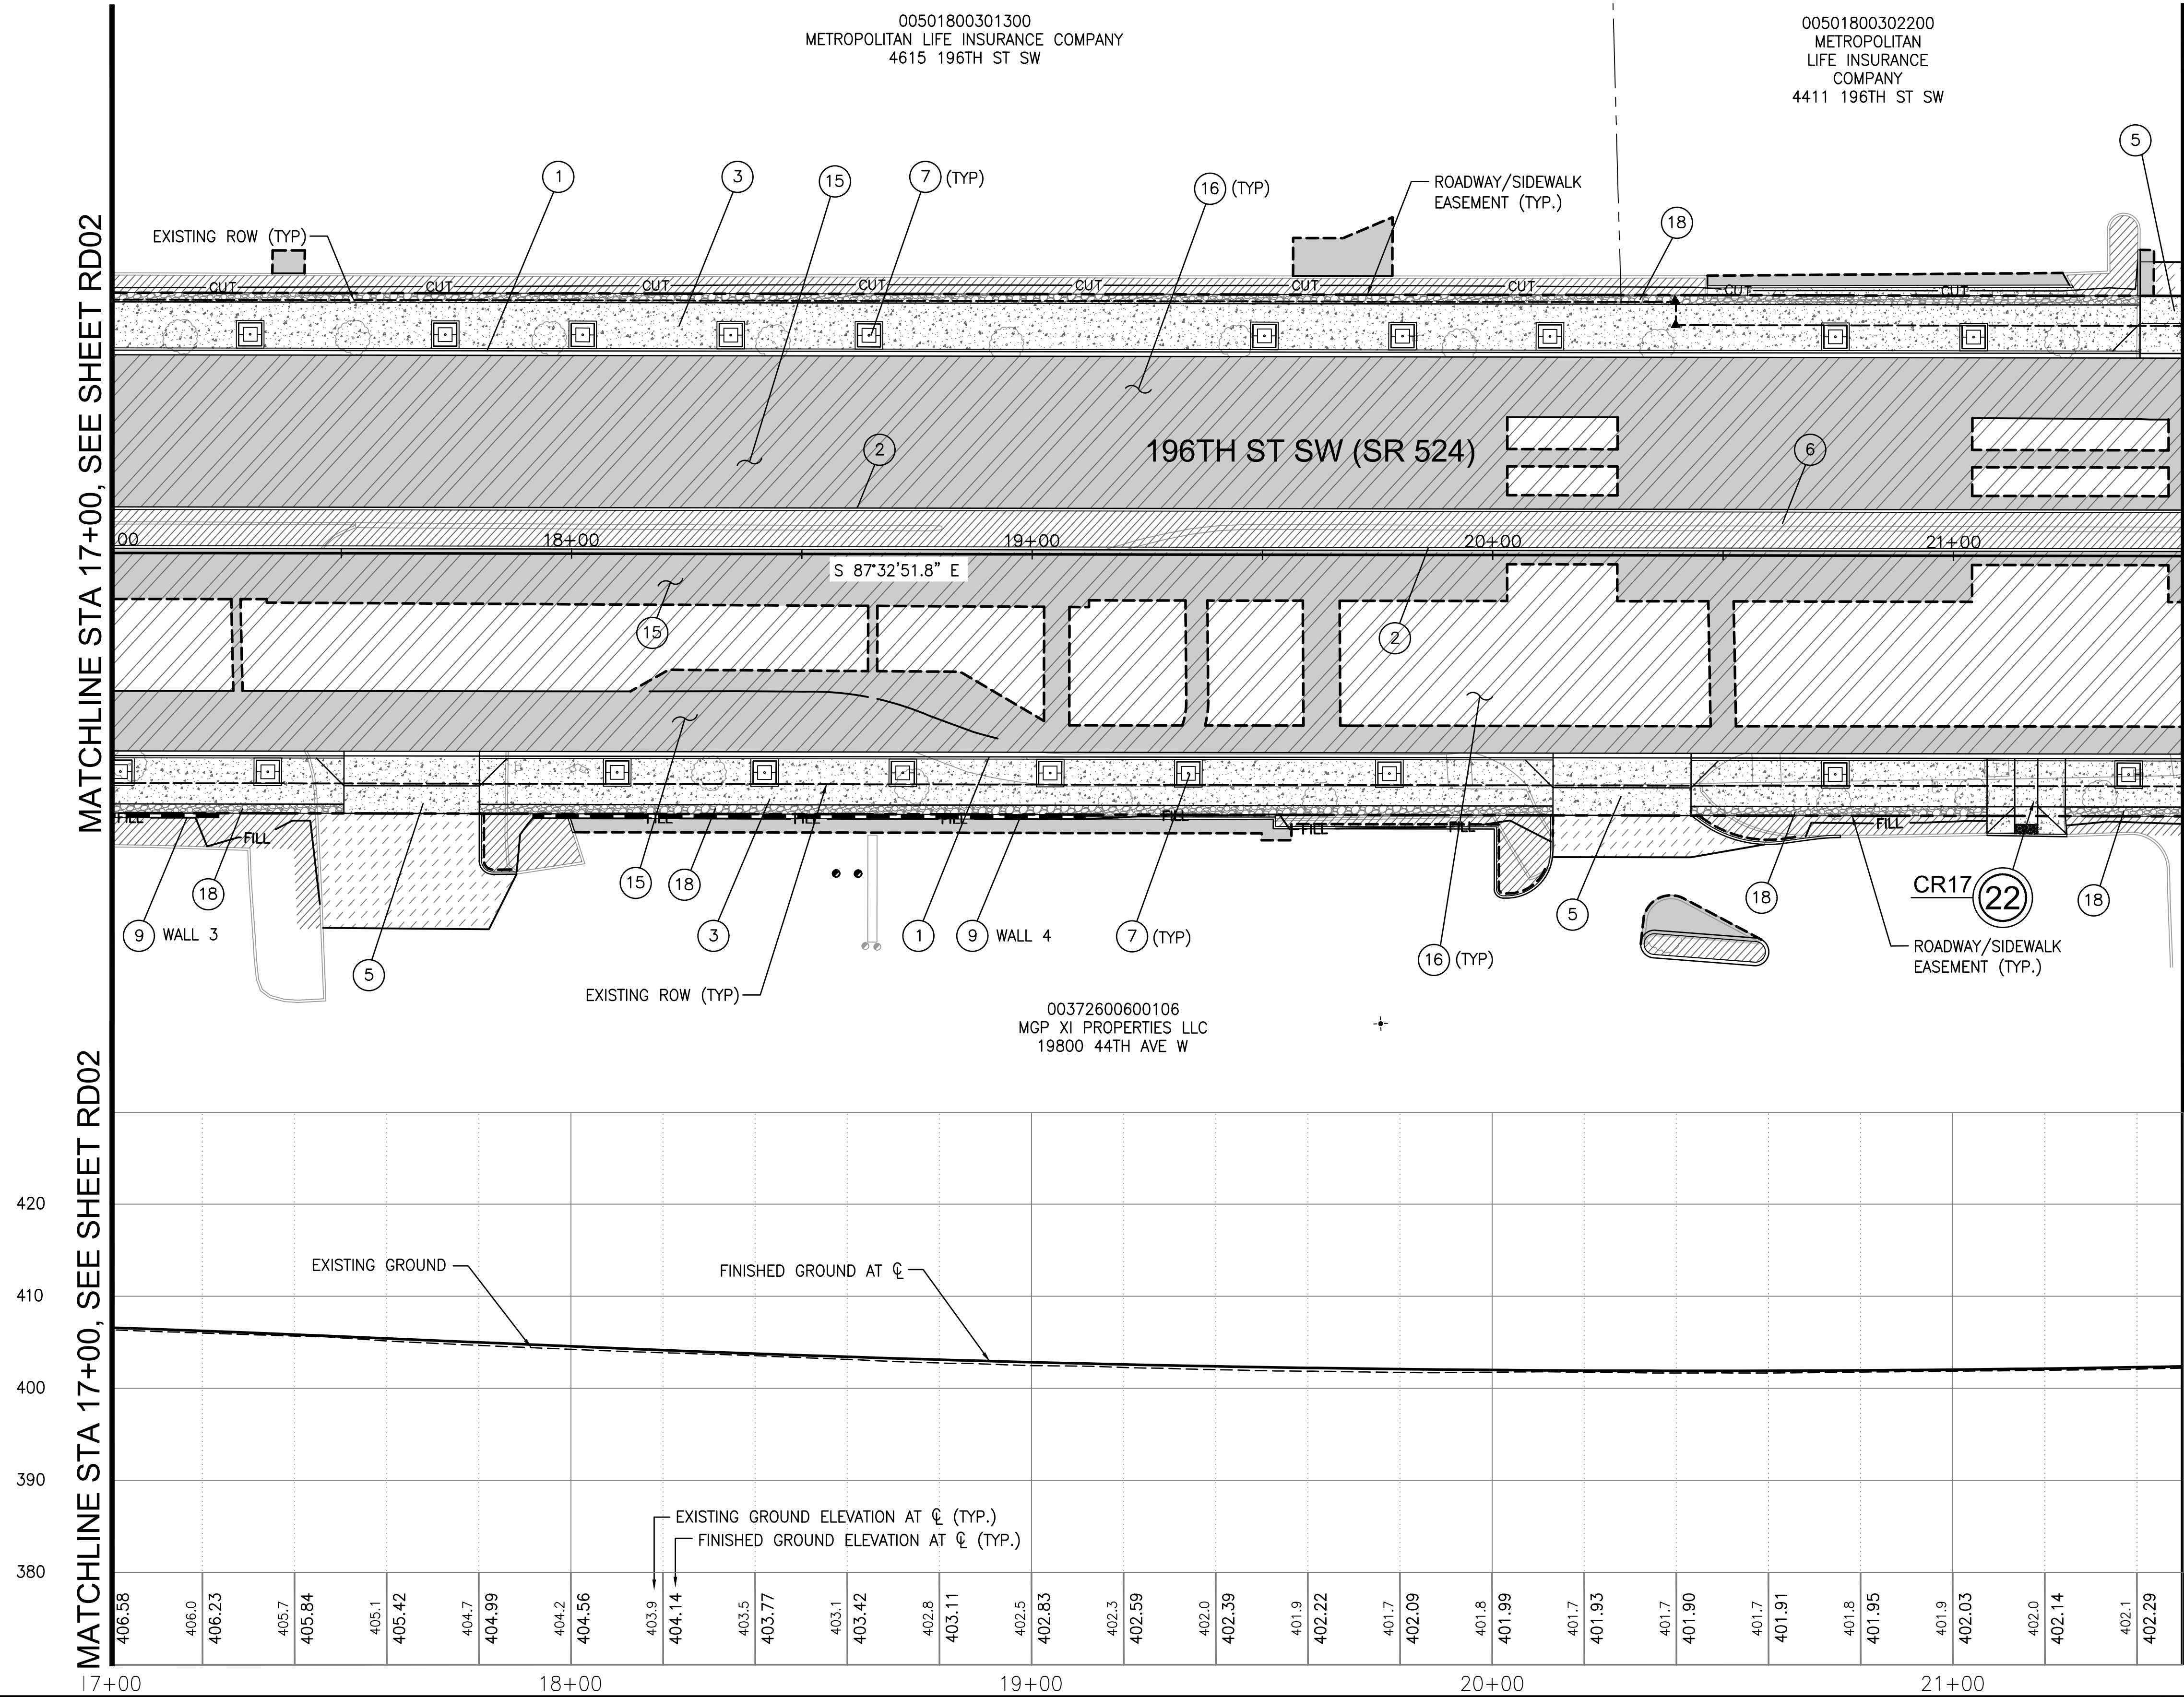 00501800301300
METROPOLITAN LIFE INSURANCE COMPANY
4615 196TH ST SW
00501800302200
METROPOLITAN
LIFE INSURANCE
COMPANY
4411 196TH ST SW
MATCHLINE STA 17+00, SEE SHEET RD02
1
3
15
7 (TYP)
16 (TYP)
ROADWAY/SIDEWALK
EASEMENT (TYP.)
18
5
EXISTING ROW (TYP)
CUT
CUT
CUT
CUT
CUT
CUT
CUT
CUT
CUT
2
196TH ST SW (SR 524)
6
00
18+00
19+00
20+00
21+00
S 87°32'51.8" E
15
2
FILL
FILL
FILL
FILL
FILL
FILL
FILL
FILL
FILL
18
15
18
5
18
CR17
22
18
9 WALL 3
3
1
9 WALL 4
7 (TYP)
16 (TYP)
ROADWAY/SIDEWALK
EASEMENT (TYP.)
5
EXISTING ROW (TYP)
00372600600106
MGP XI PROPERTIES LLC
19800 44TH AVE W
MATCHLINE STA 17+00, SEE SHEET RD02
420
410
400
390
380
EXISTING GROUND
FINISHED GROUND AT ℄
EXISTING GROUND ELEVATION AT ℄ (TYP.)
FINISHED GROUND ELEVATION AT ℄ (TYP.)
406.58
406.0
406.23
405.7
405.84
405.1
405.42
404.7
404.99
404.2
404.56
403.9
404.14
403.5
403.77
403.1
403.42
402.8
403.11
402.5
402.83
402.3
402.59
402.0
402.39
401.9
402.22
401.7
402.09
401.8
401.99
401.7
401.93
401.7
401.90
401.7
401.91
401.8
401.95
401.9
402.03
402.0
402.14
402.1
402.29
17+00
18+00
19+00
20+00
21+00